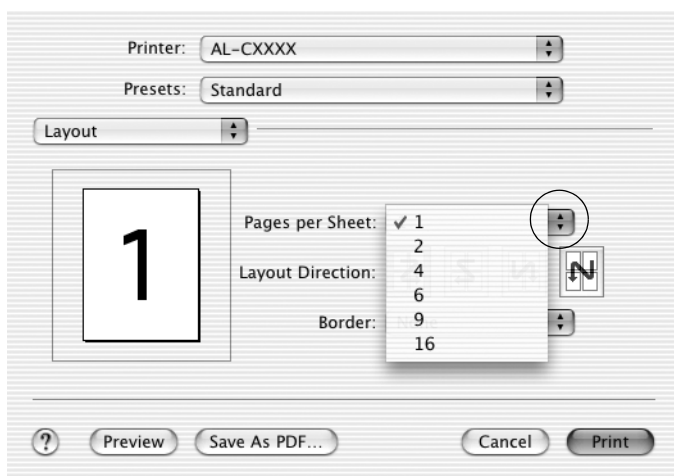 Printer: AL-CXXXX
Presets: Standard
Layout
1
Pages per Sheet: ✓ 1
2
Layout Direction: 4
6
Border: 9
16
? Preview Save As PDF... Cancel Print